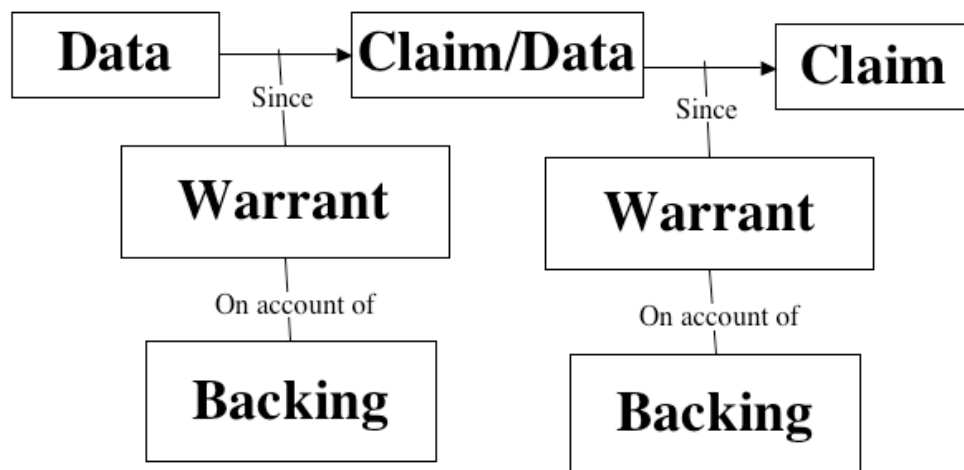 Data
Claim/Data
Claim
Since
Since
Warrant
Warrant
On account of
On account of
Backing
Backing